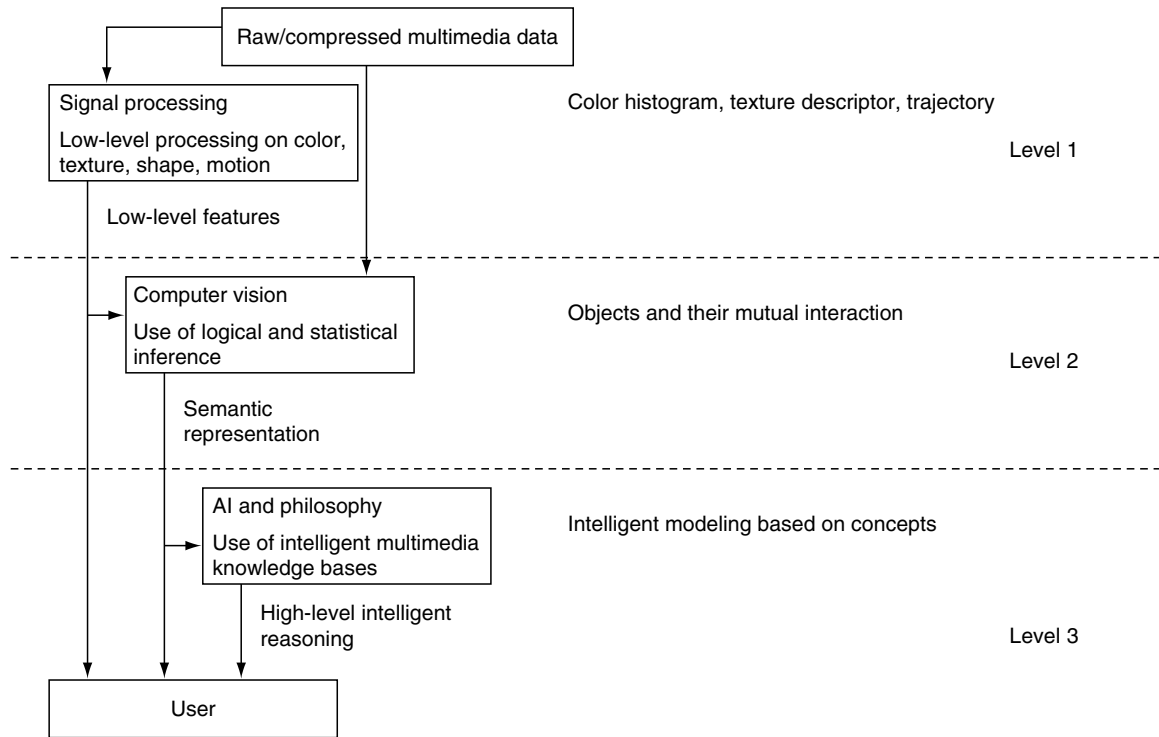 Raw/compressed multimedia data
Signal processing
Low-level processing on color,
texture, shape, motion
Color histogram, texture descriptor, trajectory
Level 1
Low-level features
Computer vision
Use of logical and statistical
inference
Objects and their mutual interaction
Level 2
Semantic
representation
AI and philosophy
Use of intelligent multimedia
knowledge bases
Intelligent modeling based on concepts
High-level intelligent
reasoning
Level 3
User